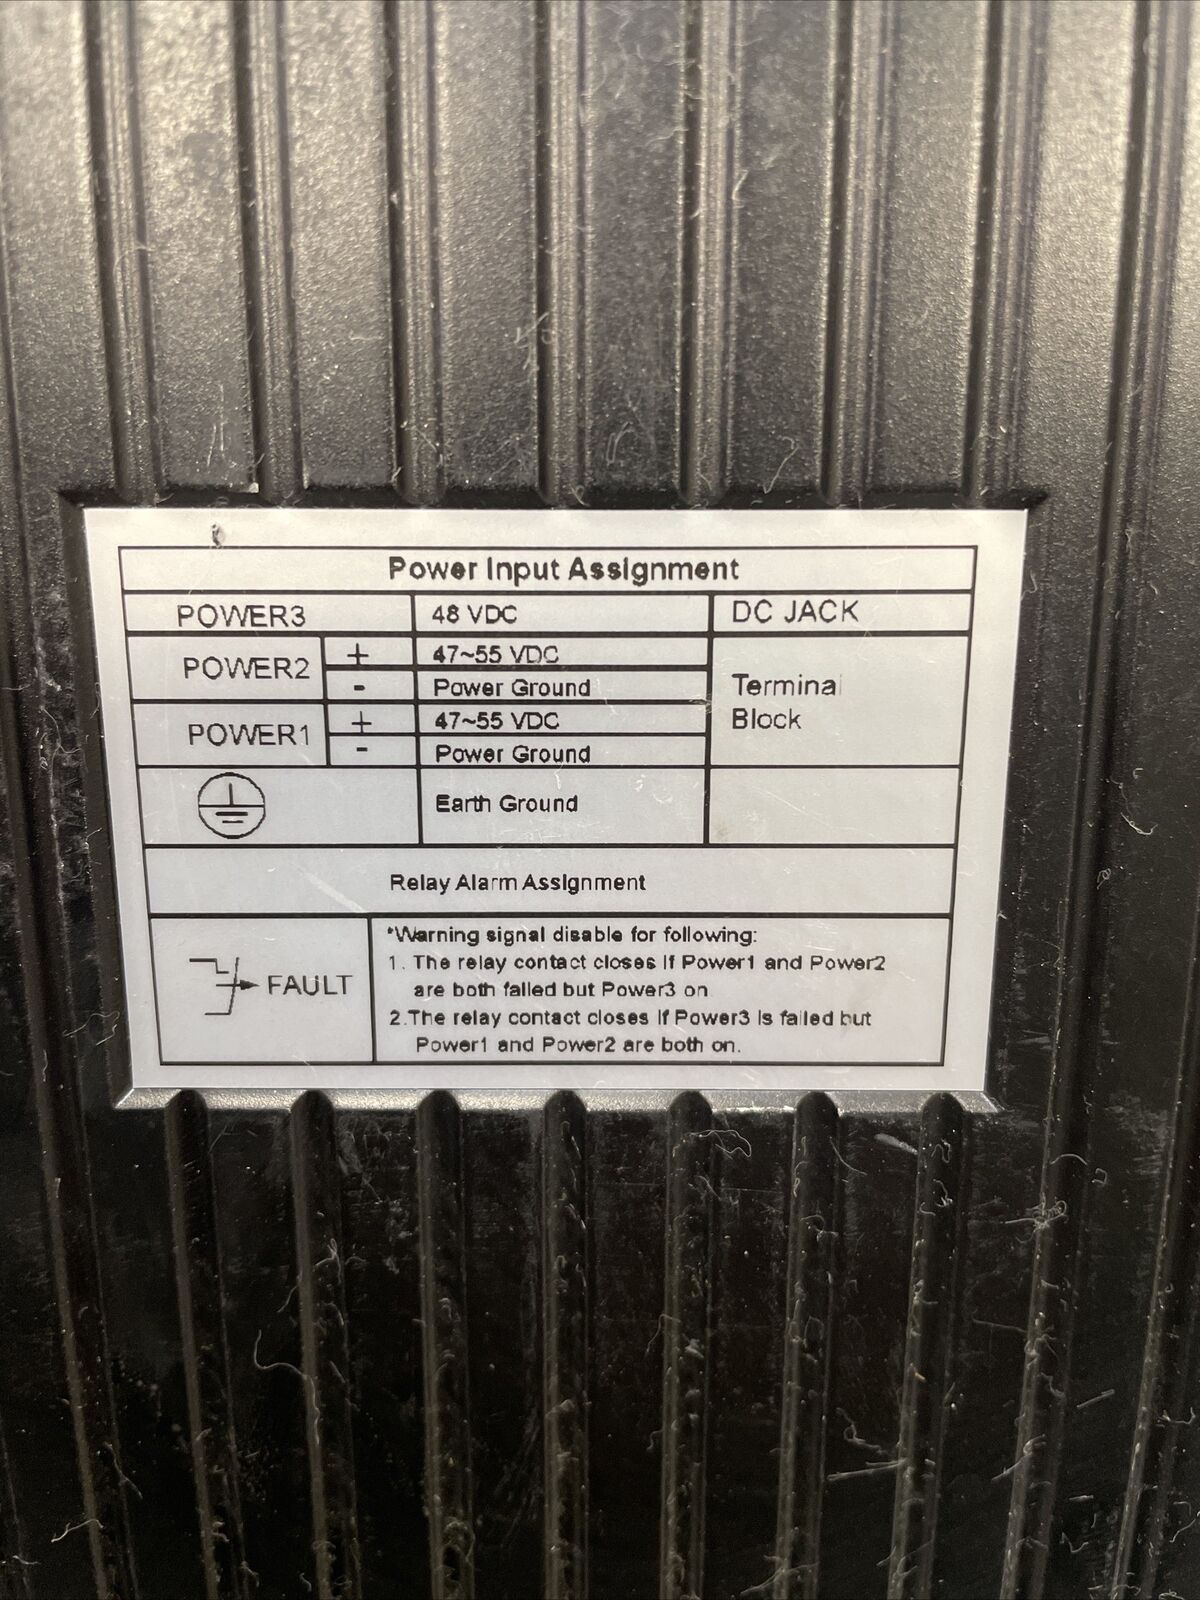 Power Input Assignment
POWER3 48 VDC DC JACK
POWER2 + 47~55 VDC
- Power Ground
Terminal
Block
POWER1 + 47~55 VDC
- Power Ground
Earth Ground
Relay Alarm Assignment
FAULT
*Warning signal disable for following:
1. The relay contact closes if Power1 and Power2
are both failed but Power3 on.
2.The relay contact closes if Power3 is failed but
Power1 and Power2 are both on.